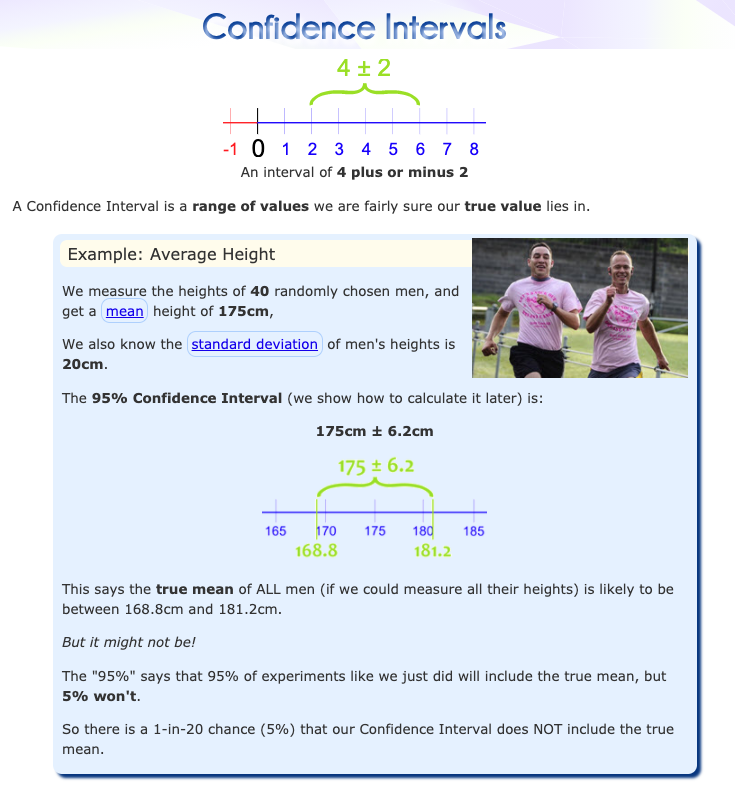 Confidence Intervals
4 ± 2
-1 0 1 2 3 4 5 6 7 8
An interval of 4 plus or minus 2
A Confidence Interval is a range of values we are fairly sure our true value lies in.
Example: Average Height
We measure the heights of 40 randomly chosen men, and
get a mean height of 175cm,
We also know the standard deviation of men's heights is
20cm.
The 95% Confidence Interval (we show how to calculate it later) is:
175cm ± 6.2cm
175 ± 6.2
165 170 175 180 185
168.8 181.2
This says the true mean of ALL men (if we could measure all their heights) is likely to be
between 168.8cm and 181.2cm.
But it might not be!
The "95%" says that 95% of experiments like we just did will include the true mean, but
5% won't.
So there is a 1-in-20 chance (5%) that our Confidence Interval does NOT include the true
mean.